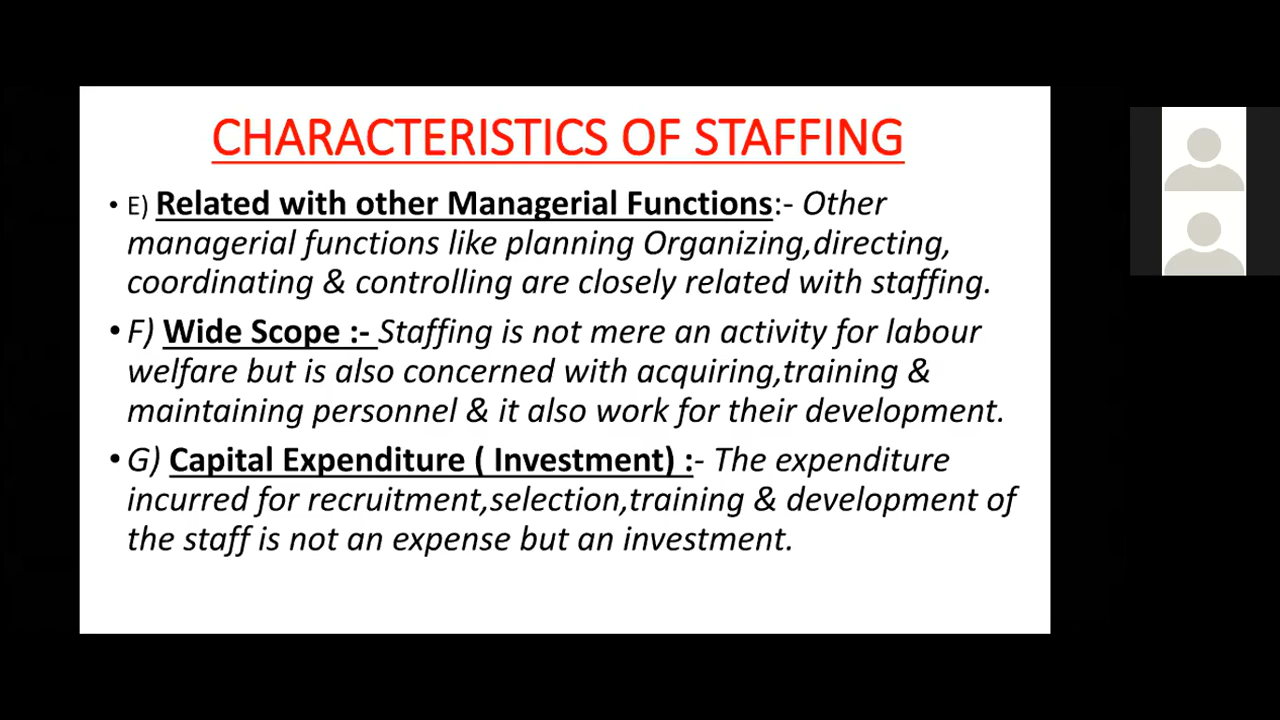 CHARACTERISTICS OF STAFFING
• E) Related with other Managerial Functions:- Other
managerial functions like planning Organizing,directing,
coordinating & controlling are closely related with staffing.
• F) Wide Scope :- Staffing is not mere an activity for labour
welfare but is also concerned with acquiring,training &
maintaining personnel & it also work for their development.
• G) Capital Expenditure ( Investment) :- The expenditure
incurred for recruitment,selection,training & development of
the staff is not an expense but an investment.